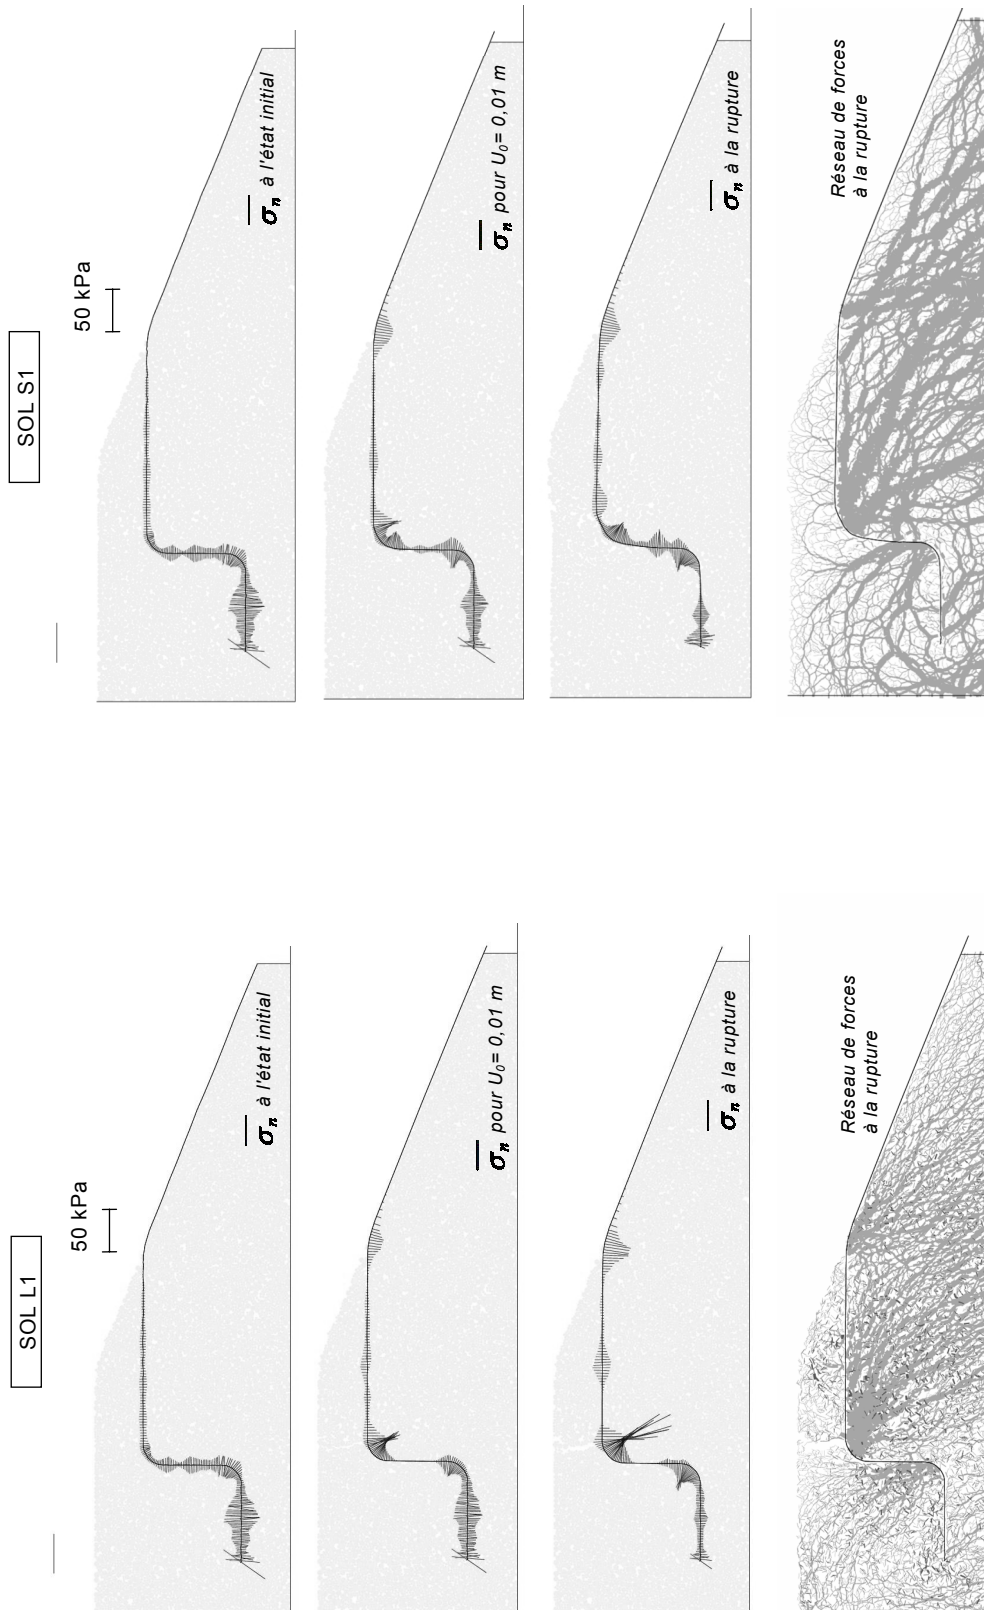 SOL L1
50 kPa
σn à l'état initial
σn pour U0= 0,01 m
σn à la rupture
Réseau de forces
à la rupture
SOL S1
50 kPa
σn à l'état initial
σn pour U0= 0,01 m
σn à la rupture
Réseau de forces
à la rupture